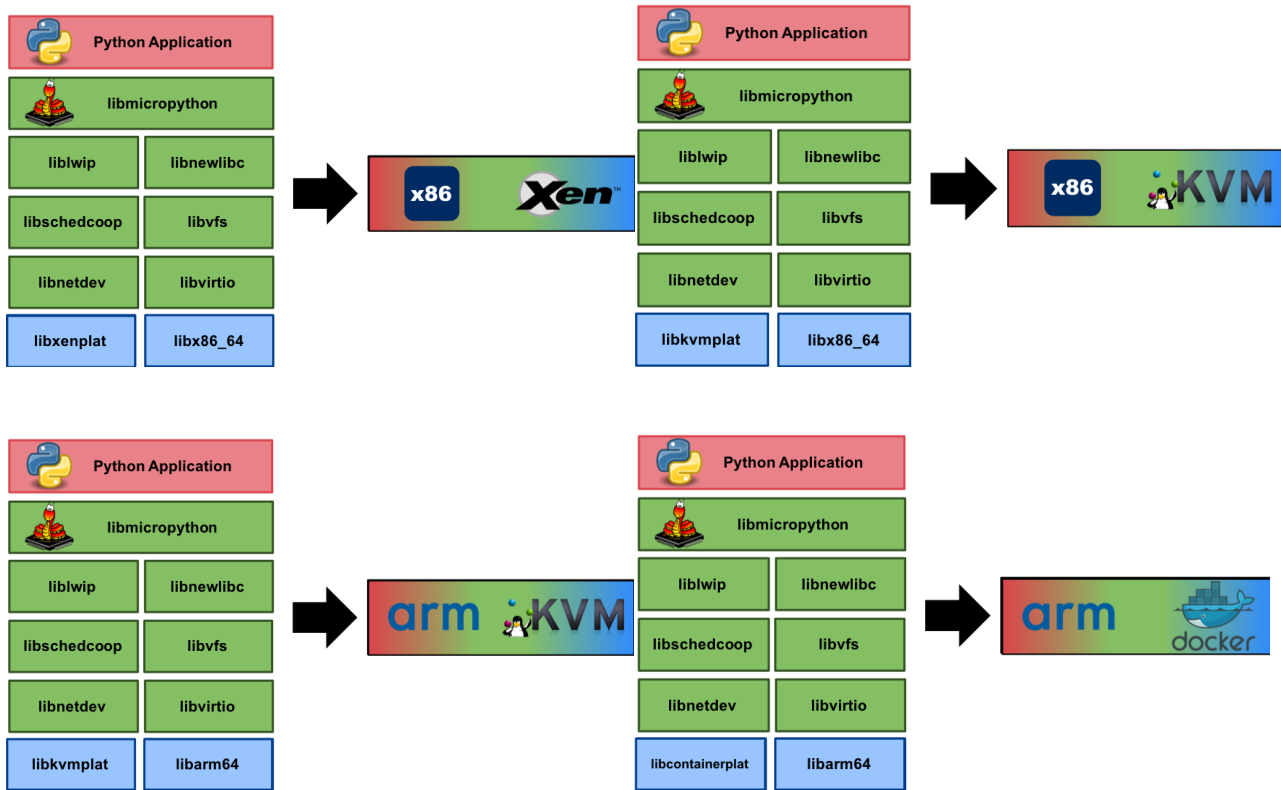 Python Application
libmicropython
liblwip
libnewlibc
libschedcoop
libvfs
libnetdev
libvirtio
libxenplat
libx86_64
x86
Xen™
Python Application
libmicropython
liblwip
libnewlibc
libschedcoop
libvfs
libnetdev
libvirtio
libkvmplat
libx86_64
x86
KVM
Python Application
libmicropython
liblwip
libnewlibc
libschedcoop
libvfs
libnetdev
libvirtio
libkvmplat
libarm64
arm
KVM
Python Application
libmicropython
liblwip
libnewlibc
libschedcoop
libvfs
libnetdev
libvirtio
libcontainerplat
libarm64
arm
docker